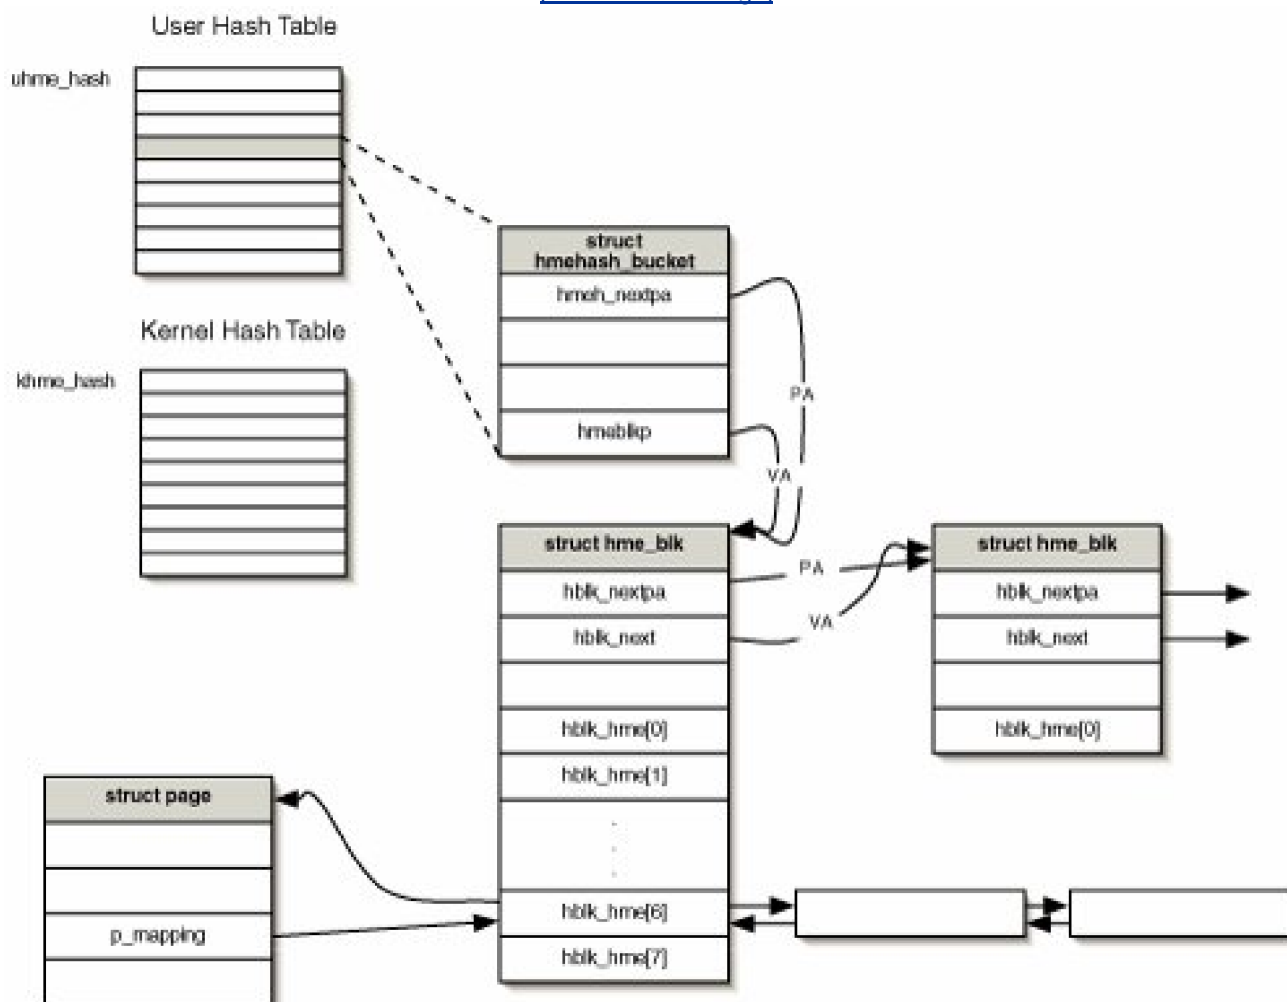 User Hash Table
uhme_hash
struct
hmehash_bucket
hmeh_nextpa
Kernel Hash Table
khme_hash
PA
hmeblkp
VA
struct hme_blk
struct hme_blk
PA
hblk_nextpa
hblk_nextpa
VA
hblk_next
hblk_next
hblk_hme[0]
hblk_hme[0]
hblk_hme[1]
struct page
.
.
.
hblk_hme[6]
p_mapping
hblk_hme[7]